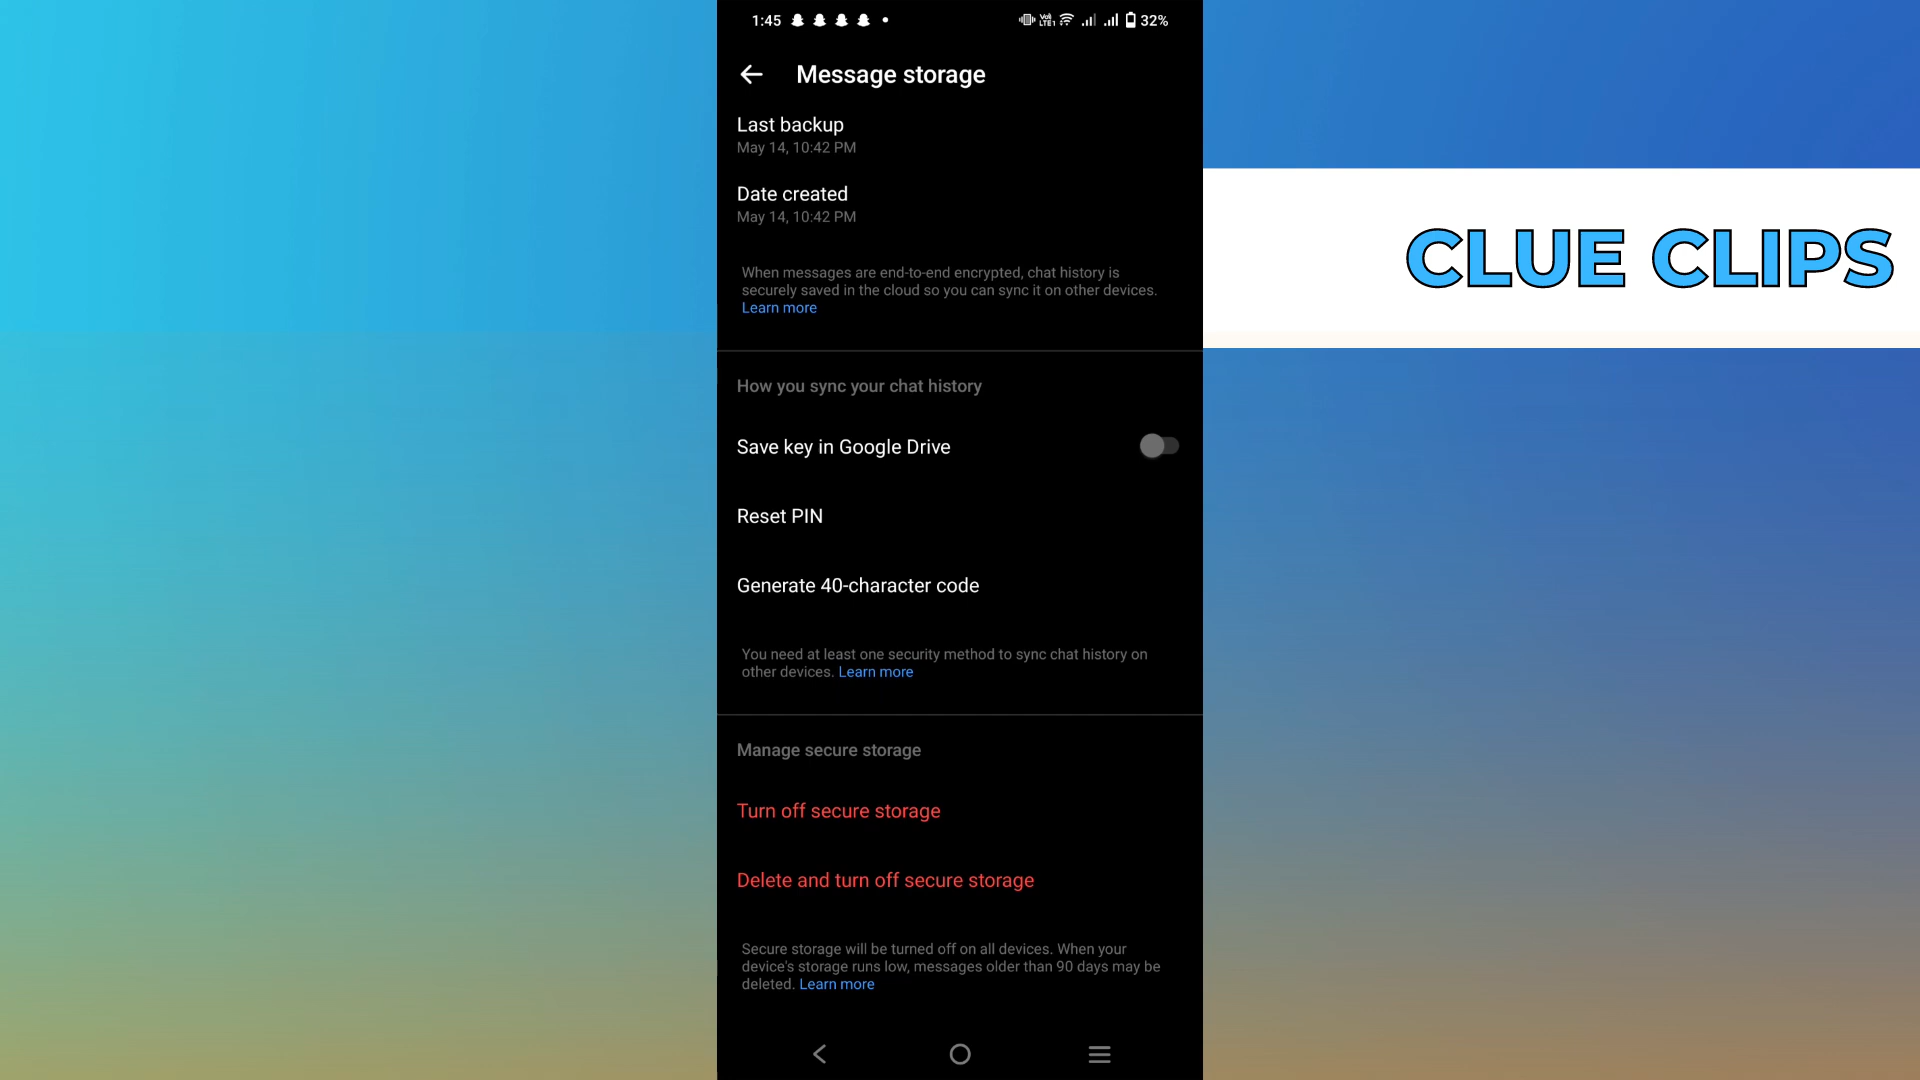 1:45
VoLTE1
32%
Message storage
Last backup
May 14, 10:42 PM
Date created
May 14, 10:42 PM
When messages are end-to-end encrypted, chat history is
securely saved in the cloud so you can sync it on other devices.
Learn more
How you sync your chat history
Save key in Google Drive
Reset PIN
Generate 40-character code
You need at least one security method to sync chat history on
other devices. Learn more
Manage secure storage
Turn off secure storage
Delete and turn off secure storage
Secure storage will be turned off on all devices. When your
device's storage runs low, messages older than 90 days may be
deleted. Learn more
CLUE CLIPS